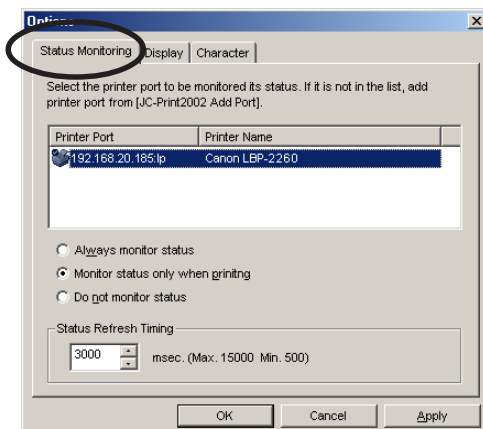 Options
Status Monitoring Display Character
Select the printer port to be monitored its status. If it is not in the list, add
printer port from [JC-Print2002 Add Port].
Printer Port Printer Name
192.168.20.185:lp Canon LBP-2260
Always monitor status
Monitor status only when prinitng
Do not monitor status
Status Refresh Timing
3000 msec. (Max. 15000 Min. 500)
OK Cancel Apply